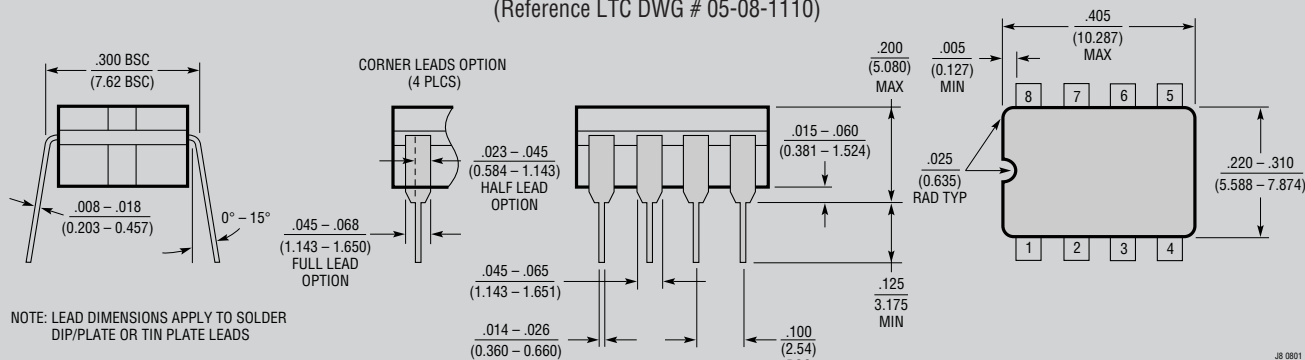 (Reference LTC DWG # 05-08-1110)
.300 BSC
(7.62 BSC)
.008 – .018
(0.203 – 0.457)
0° – 15°
NOTE: LEAD DIMENSIONS APPLY TO SOLDER
DIP/PLATE OR TIN PLATE LEADS
CORNER LEADS OPTION
(4 PLCS)
.023 – .045
(0.584 – 1.143)
HALF LEAD
OPTION
.045 – .068
(1.143 – 1.650)
FULL LEAD
OPTION
.200
(5.080)
MAX
.015 – .060
(0.381 – 1.524)
.045 – .065
(1.143 – 1.651)
.014 – .026
(0.360 – 0.660)
.100
(2.54)
.125
3.175
MIN
.405
(10.287)
MAX
.005
(0.127)
MIN
8 7 6 5
.025
(0.635)
RAD TYP
.220 – .310
(5.588 – 7.874)
1 2 3 4
J8 0801